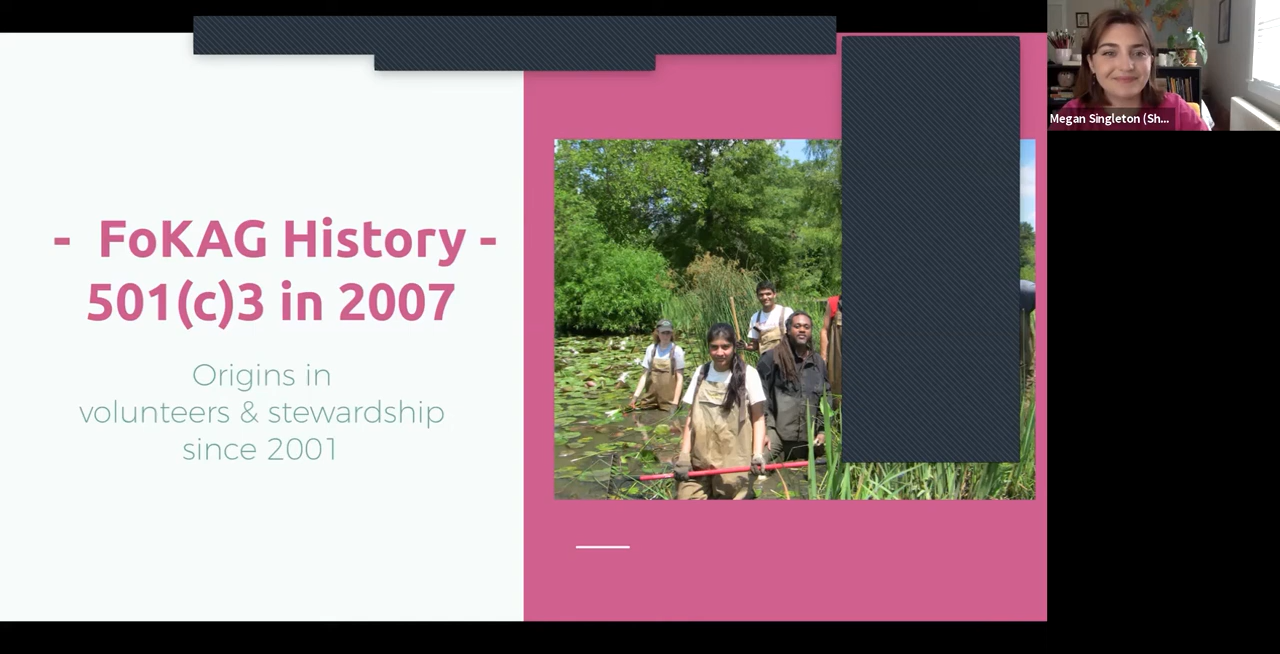 -  FoKAG History -
501(c)3 in 2007
Origins in
volunteers & stewardship
since 2001
Megan Singleton (Sh...